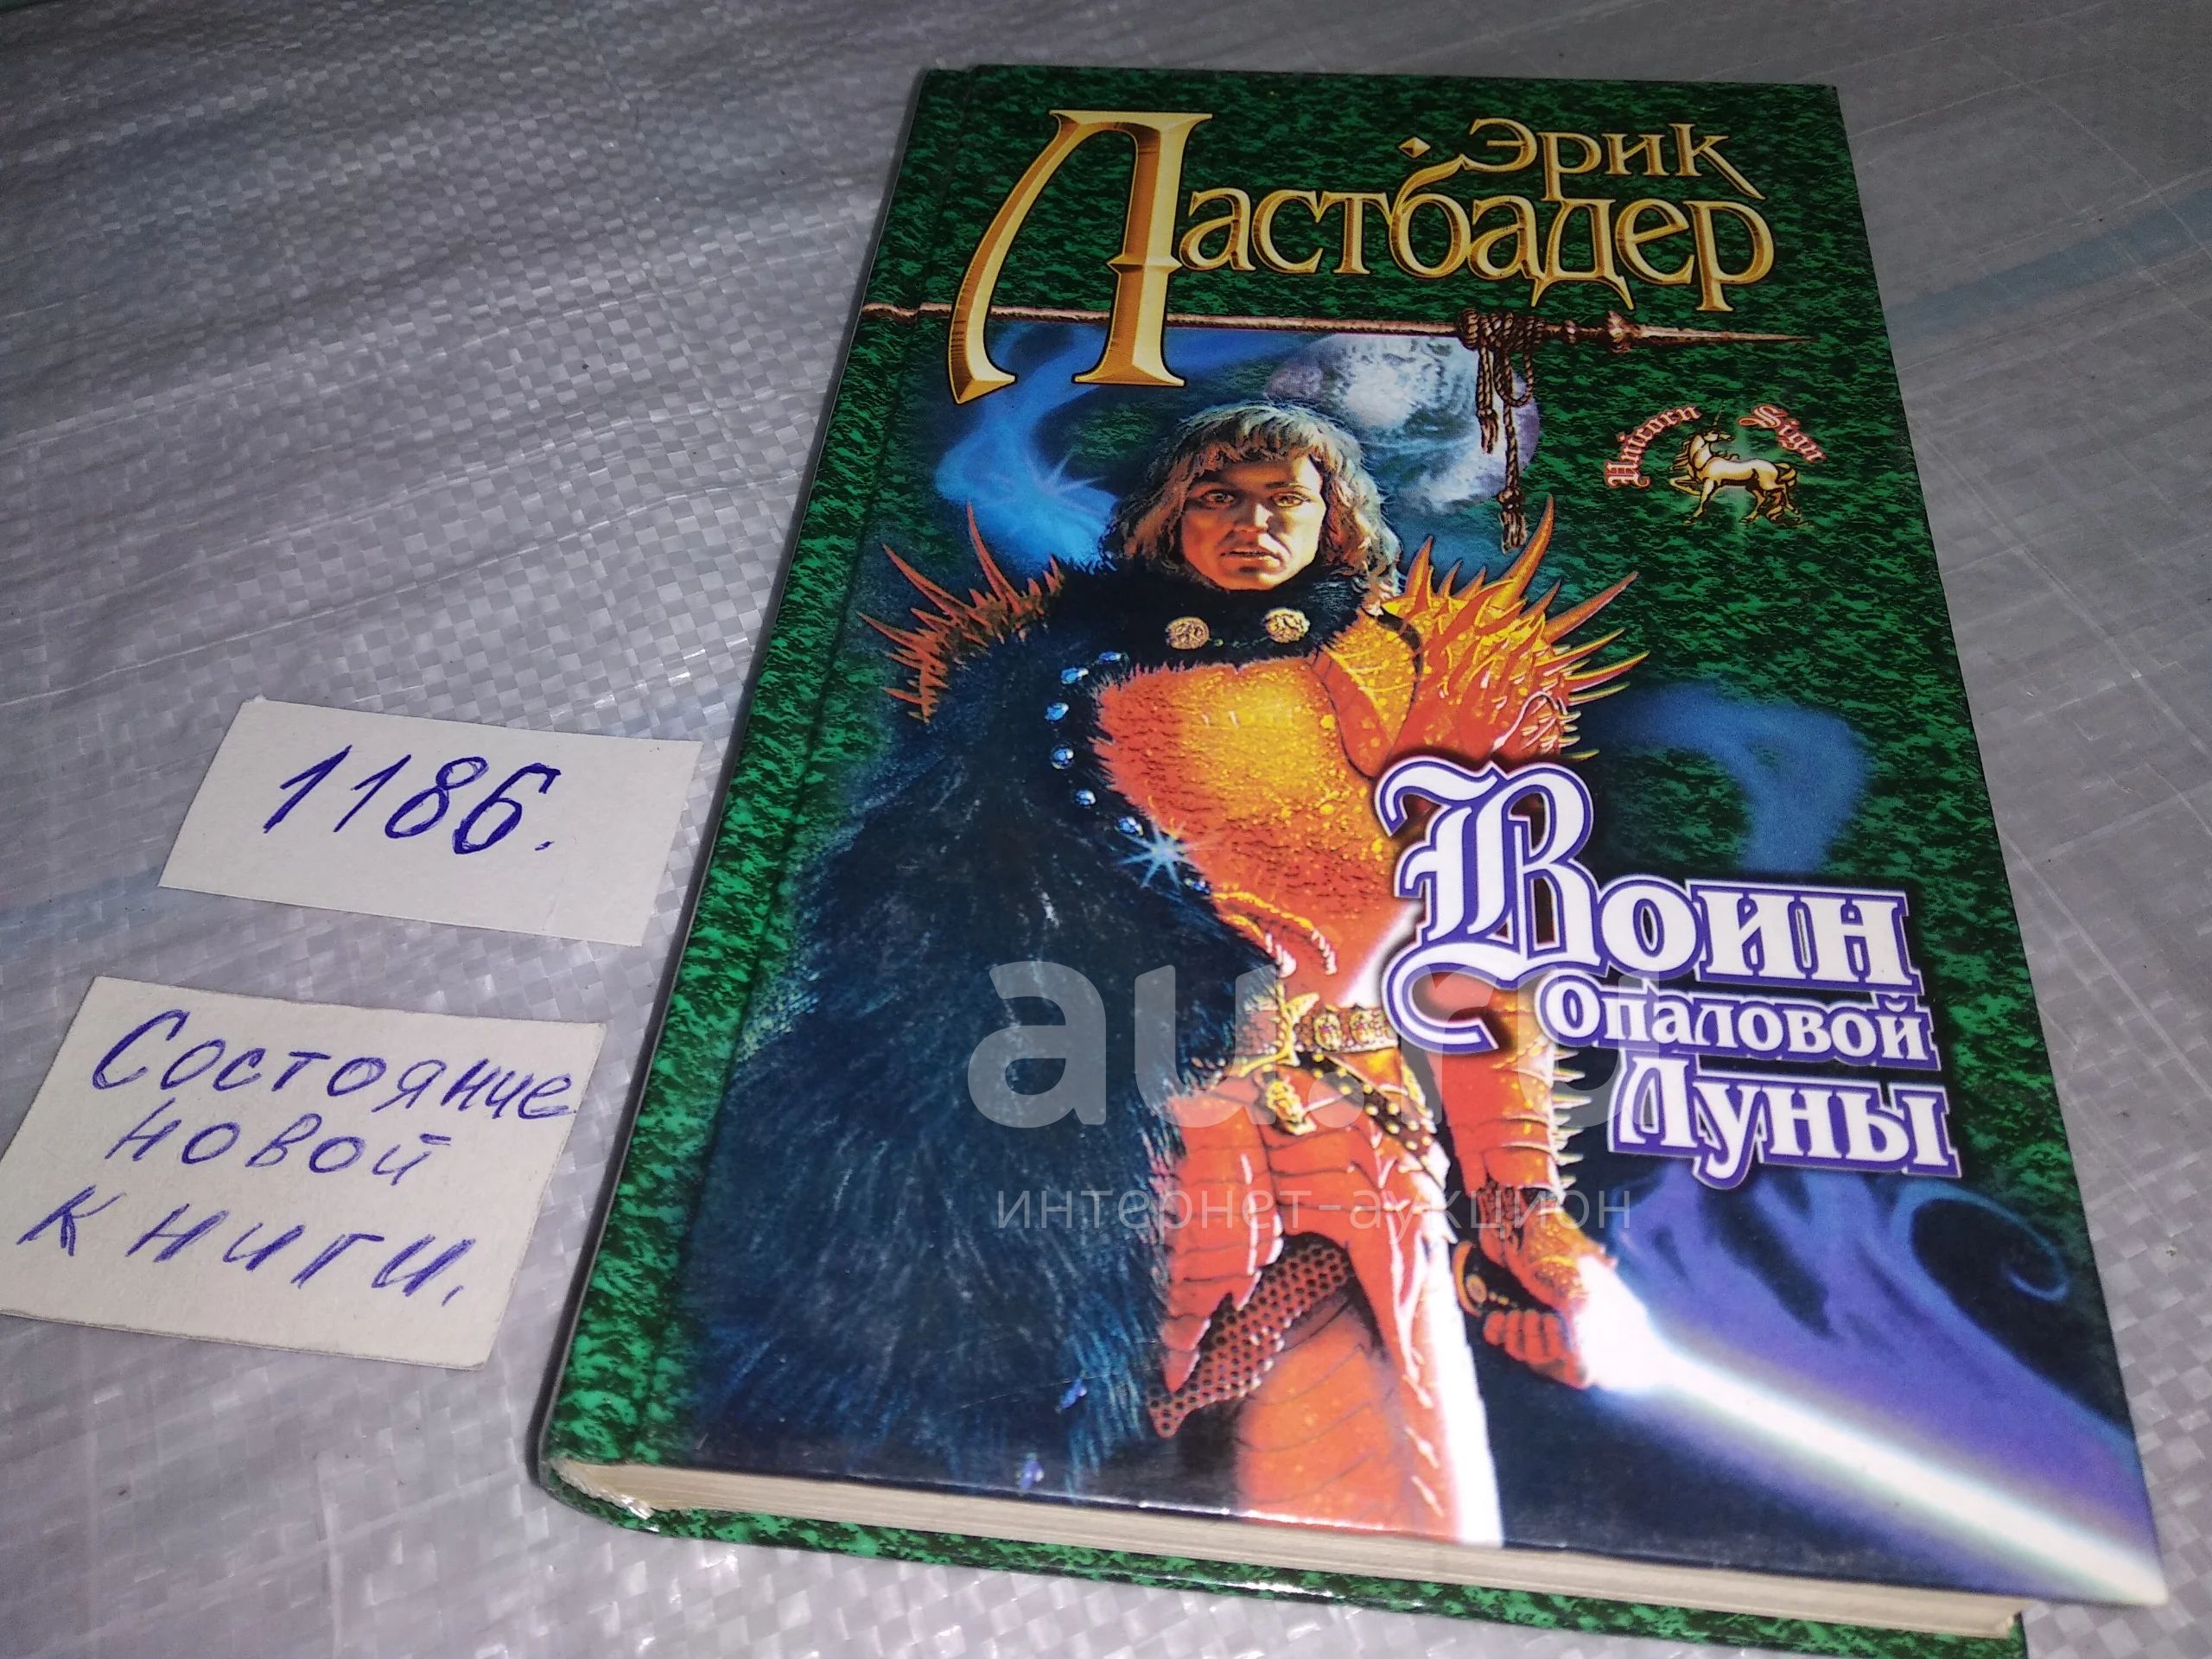 Эрик
Ластбадер
Unicorn Sign
Воин
опаловой
Луны
1186.
Состояние
новой
книги.
au.ru
интернет-аукцион